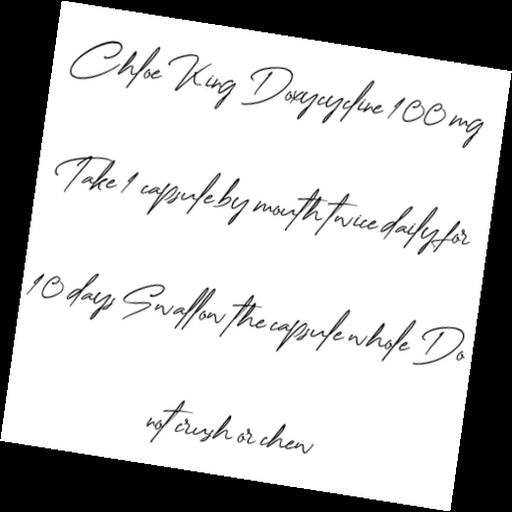 Chloe King Doxycycline 100 mg
Take 1 capsule by mouth twice daily for
10 days Swallow the capsule whole Do
not crush or chew